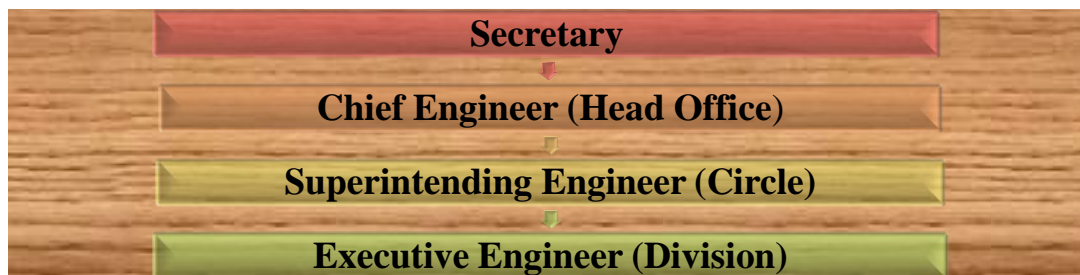 Secretary
Chief Engineer (Head Office)
Superintending Engineer (Circle)
Executive Engineer (Division)